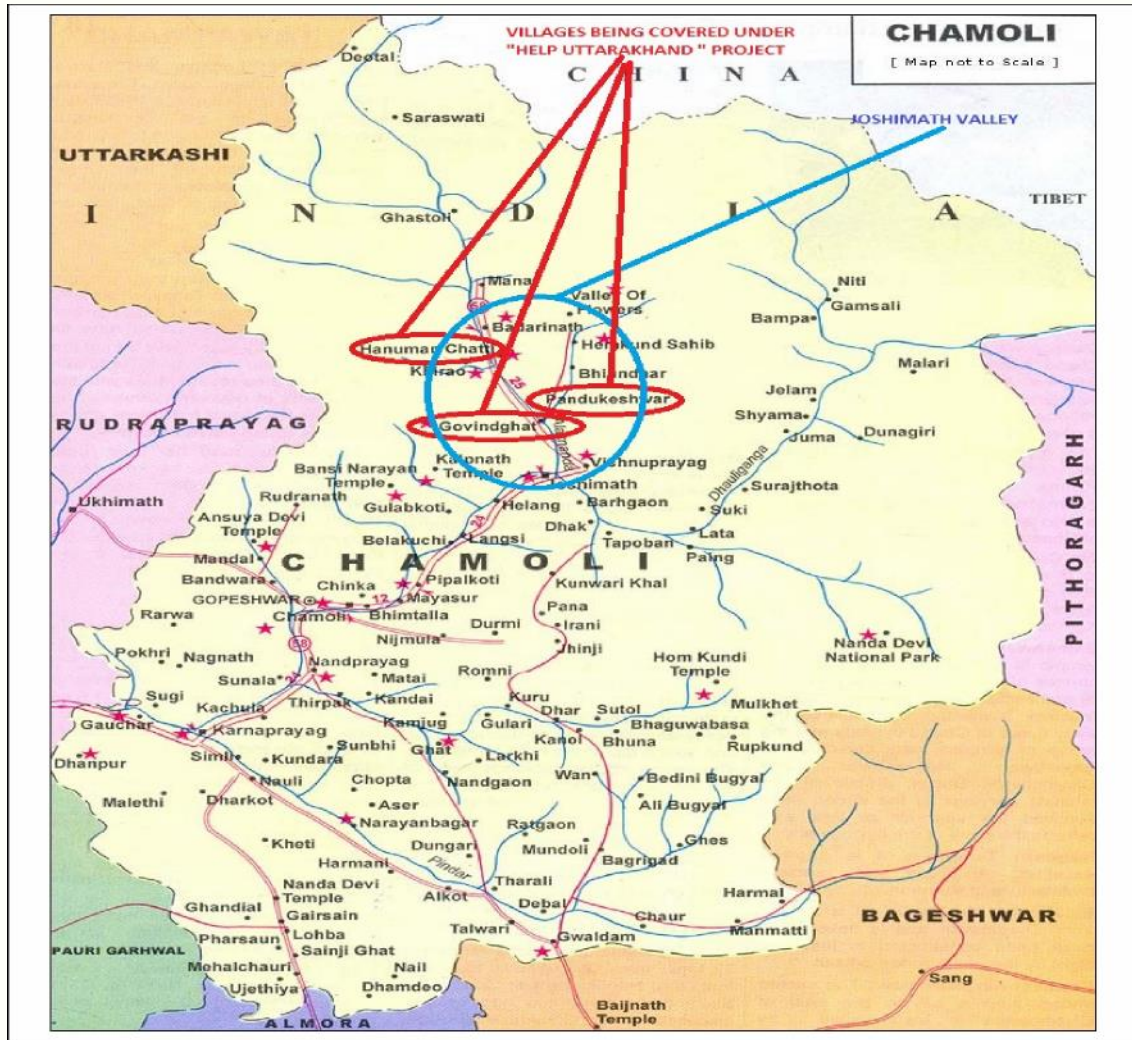 VILLAGES BEING COVERED UNDER
"HELP UTTARAKHAND " PROJECT
CHAMOLI
[ Map not to Scale ]
C H I N A
Deotal
Saraswati
JOSHIMATH VALLEY
UTTARKASHI
TIBET
I N D I A
Ghastoli
Mana
Niti
Valley Of
Flowers
Gamsali
58
Bampa
Badarinath
Hanuman Chatti
Hemkund Sahib
Malari
Khirao
25
Bhiundhar
Jelam
Pandukeshwar
Shyama
RUDRAPRAYAG
Govindghat
Juma
Dunagiri
Alaknanda
PITHORAGARH
Kalpnath
Temple
Vishnuprayag
Bansi Narayan
Temple
Joshimath
Dhauliganga
Surajthota
Ukhimath
Rudranath
Helang
Barhgaon
Gulabkoti
Suki
Ansuya Devi
Temple
24
Dhak
Lata
Belakuchi
Langsi
Tapoban
Paing
Mandal
CHAMOLI
Bandwara
Chinka
Pipalkoti
Kunwari Khal
GOPESHWAR
12
Mayasur
Rarwa
Chamoli
Bhimtalla
Pana
Durmi
Irani
Nijmula
Jhinji
Nanda Devi
National Park
58
Pokhri
Nagnath
Nandprayag
Hom Kundi
Temple
Sunala
Matai
Romni
Sugi
Thirpak
Kandai
Kuru
Mulkhet
Kachula
Kamjug
Gulari
Dhar
Sutol
Gauchar
Karnaprayag
Bhaguwabasa
Sunbhi
Ghat
Kanol
Bhuna
Rupkund
Dhanpur
Simli
Kundara
Larkhi
Nauli
Chopta
Nandgaon
Wan
Bedini Bugyal
Malethi
Dharkot
Aser
Ali Bugyal
Narayanbagar
Ratgaon
Kheti
Dungari
Mundoli
Ghes
Harmani
Pindar
Bagrigad
Nanda Devi
Temple
Tharali
Harmal
Ghandial
Alkot
Debal
Gairsain
Chaur
BAGESHWAR
Lohba
Talwari
Manmatti
Pharsaun
Gwaldam
PAURI GARHWAL
Sainji Ghat
Mehalchauri
Nail
Sang
Ujethiya
Dhamdeo
Baijnath
Temple
ALMORA